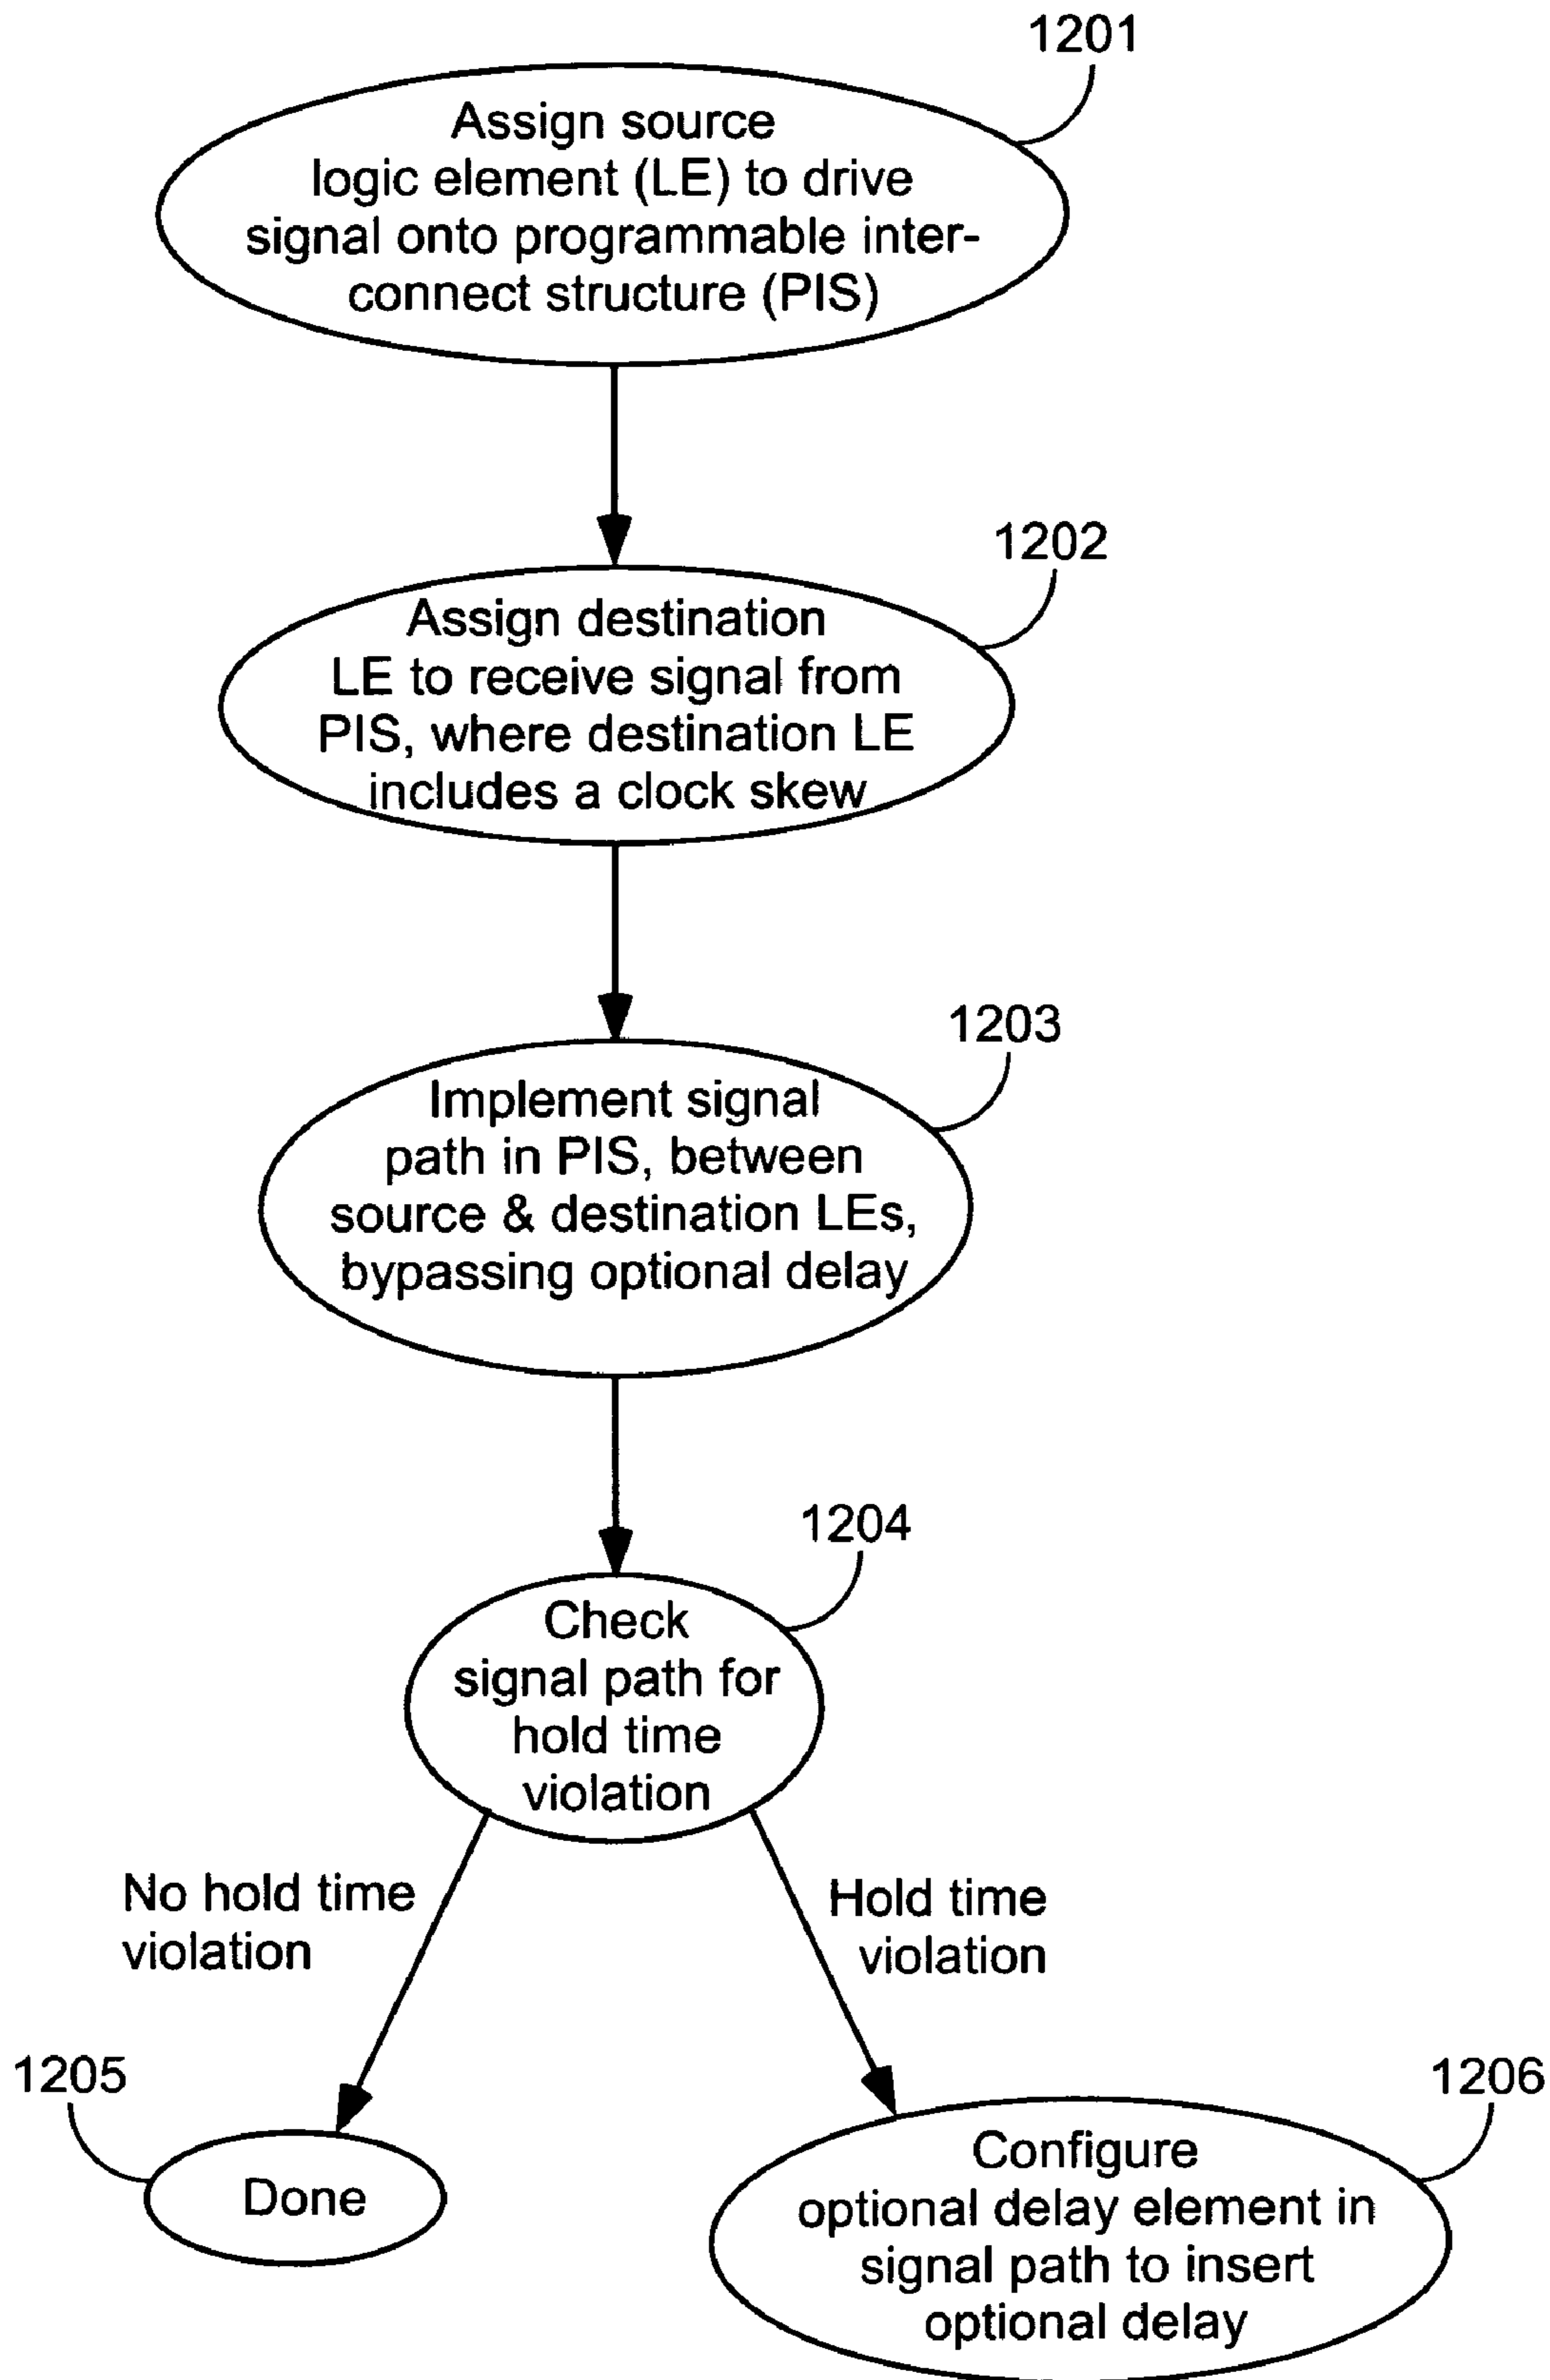 1201
Assign source
logic element (LE) to drive
signal onto programmable inter-
connect structure (PIS)
1202
Assign destination
LE to receive signal from
PIS, where destination LE
includes a clock skew
1203
Implement signal
path in PIS, between
source & destination LEs,
bypassing optional delay
1204
Check
signal path for
hold time
violation
No hold time
violation
Hold time
violation
1205
Done
1206
Configure
optional delay element in
signal path to insert
optional delay